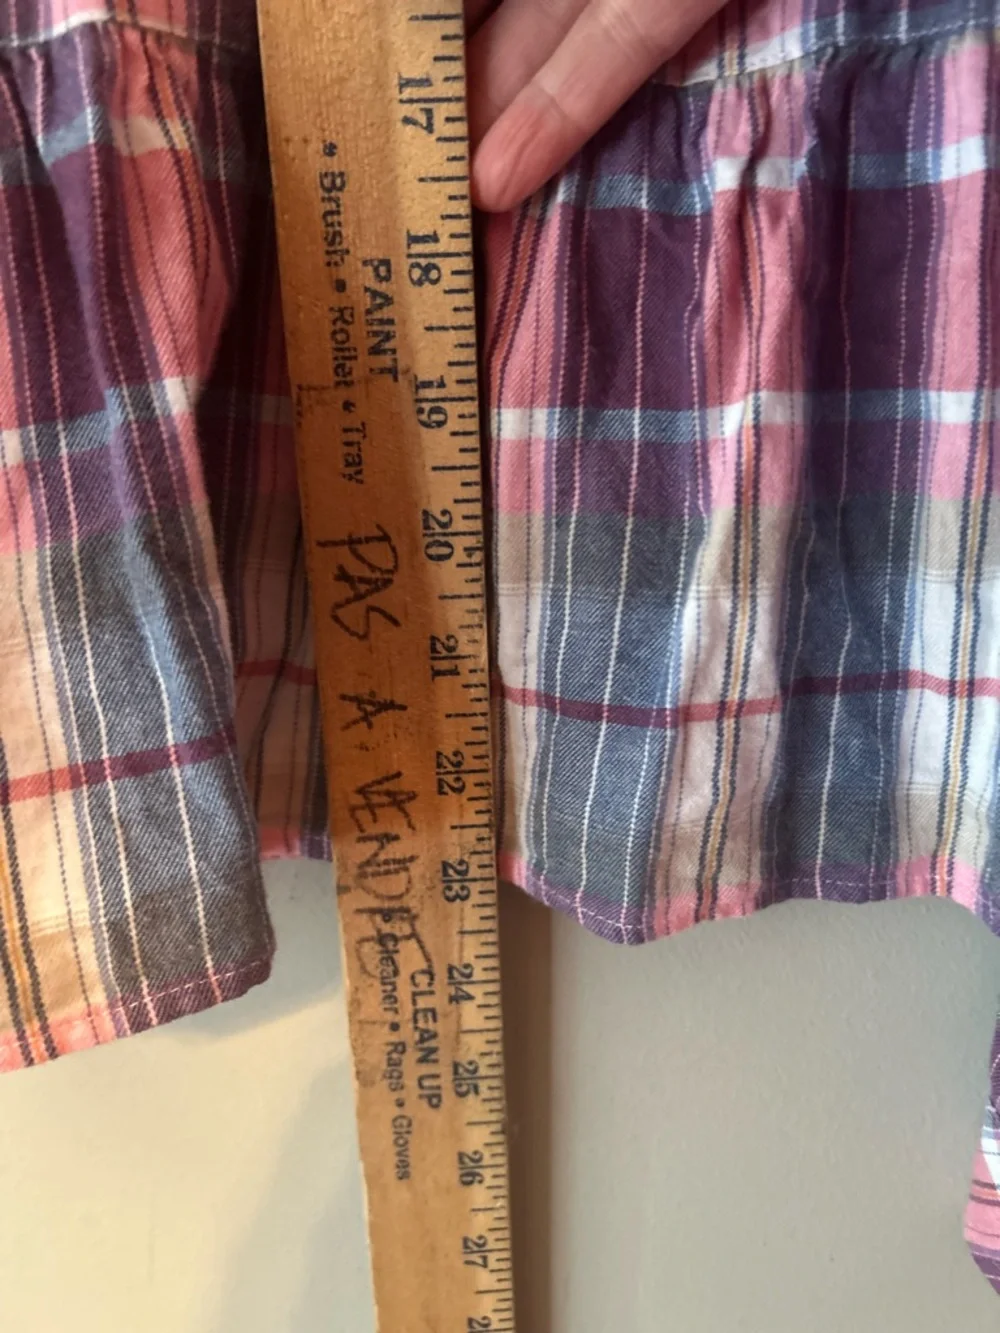 17
18
19
20
21
22
23
24
25
26
27
PAINT
• Brush • Roller • Tray
PAS A VENDRE
CLEAN UP
• Cleaner • Rags • Gloves